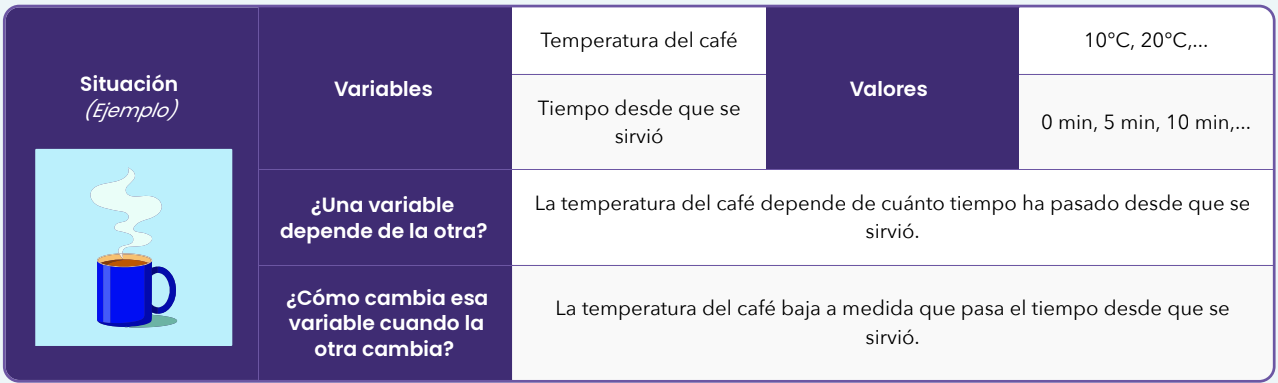 Situación
(Ejemplo)
Variables
Temperatura del café
Tiempo desde que se
sirvió
Valores
10°C, 20°C,...
0 min, 5 min, 10 min,...
¿Una variable
depende de la otra?
La temperatura del café depende de cuánto tiempo ha pasado desde que se
sirvió.
¿Cómo cambia esa
variable cuando la
otra cambia?
La temperatura del café baja a medida que pasa el tiempo desde que se
sirvió.